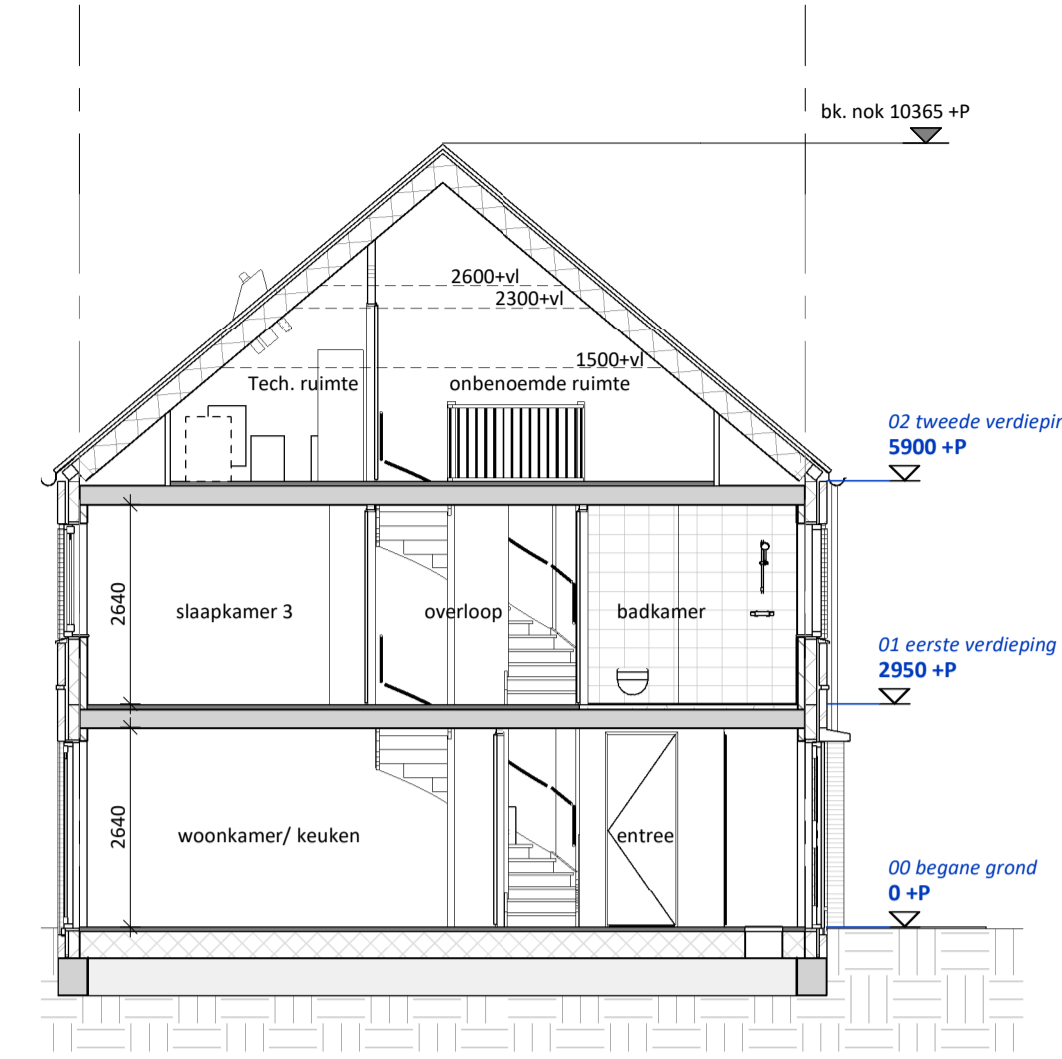 bk. nok 10365 +P
2600+vl
2300+vl
1500+vl
Tech. ruimte
onbenoemde ruimte
02 tweede verdiepin
5900 +P
2640
slaapkamer 3
overloop
badkamer
01 eerste verdieping
2950 +P
2640
woonkamer/ keuken
entree
00 begane grond
0 +P